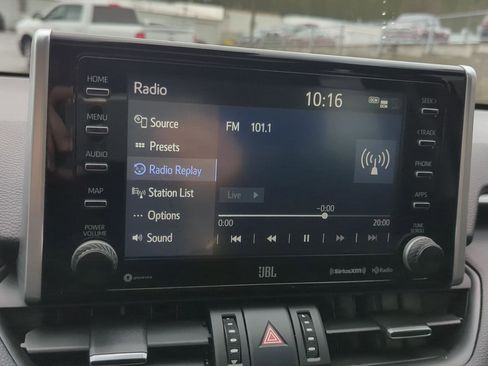 HOME
MENU
AUDIO
MAP
POWER
VOLUME
Radio
10:16
Source
Presets
Radio Replay
Station List
Options
Sound
FM 101.1
Live
-0:00
0:00 20:00
SEEK>
<TRACK
PHONE
APPS
TUNE
SCROLL
JBL
SiriusXM
HD Radio